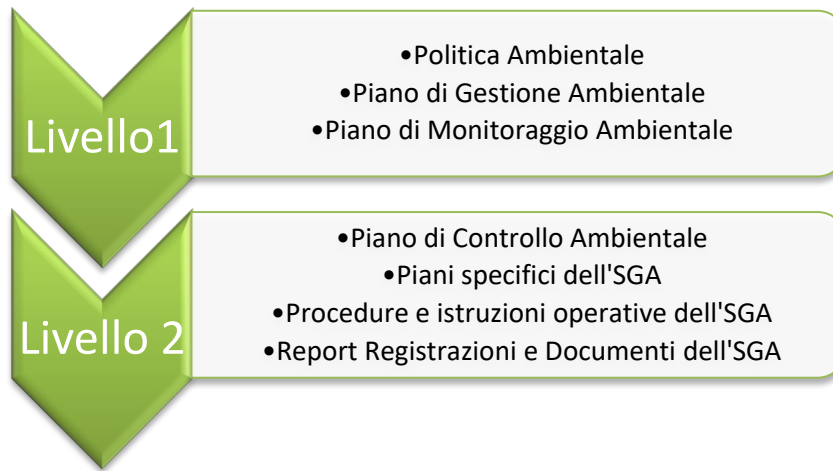 Livello1
•Politica Ambientale
•Piano di Gestione Ambientale
•Piano di Monitoraggio Ambientale
Livello 2
•Piano di Controllo Ambientale
•Piani specifici dell'SGA
•Procedure e istruzioni operative dell'SGA
•Report Registrazioni e Documenti dell'SGA